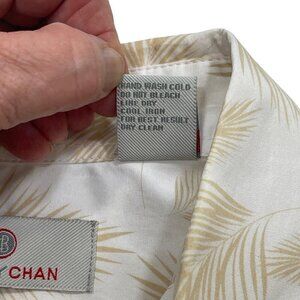 HAND WASH COLD
DO NOT BLEACH
LINE DRY
COOL IRON
FOR BEST RESULT
DRY CLEAN
CHAN